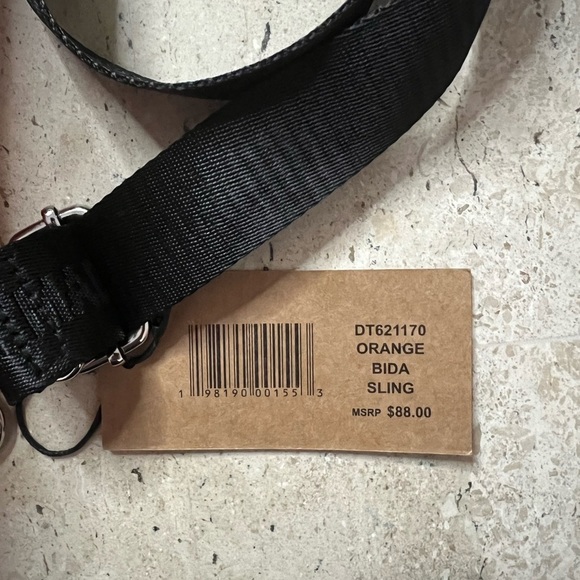 DT621170
ORANGE
BIDA
SLING
MSRP $88.00
1 98190 00155 3